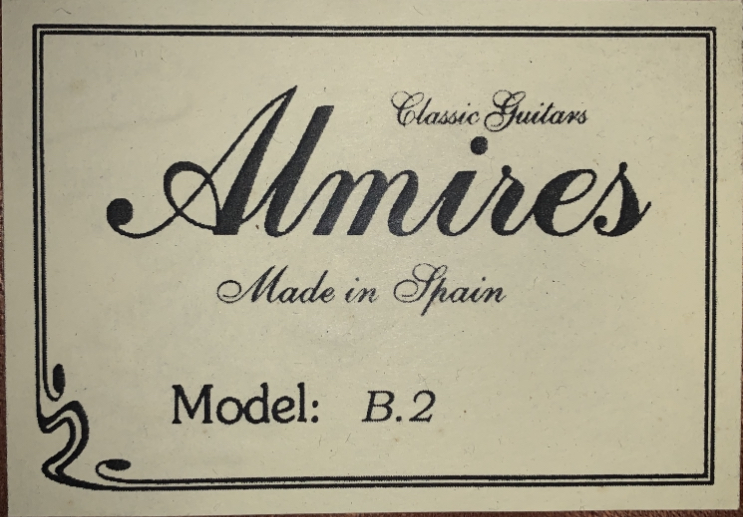 Classic Guitars
Almires
Made in Spain
Model: B.2